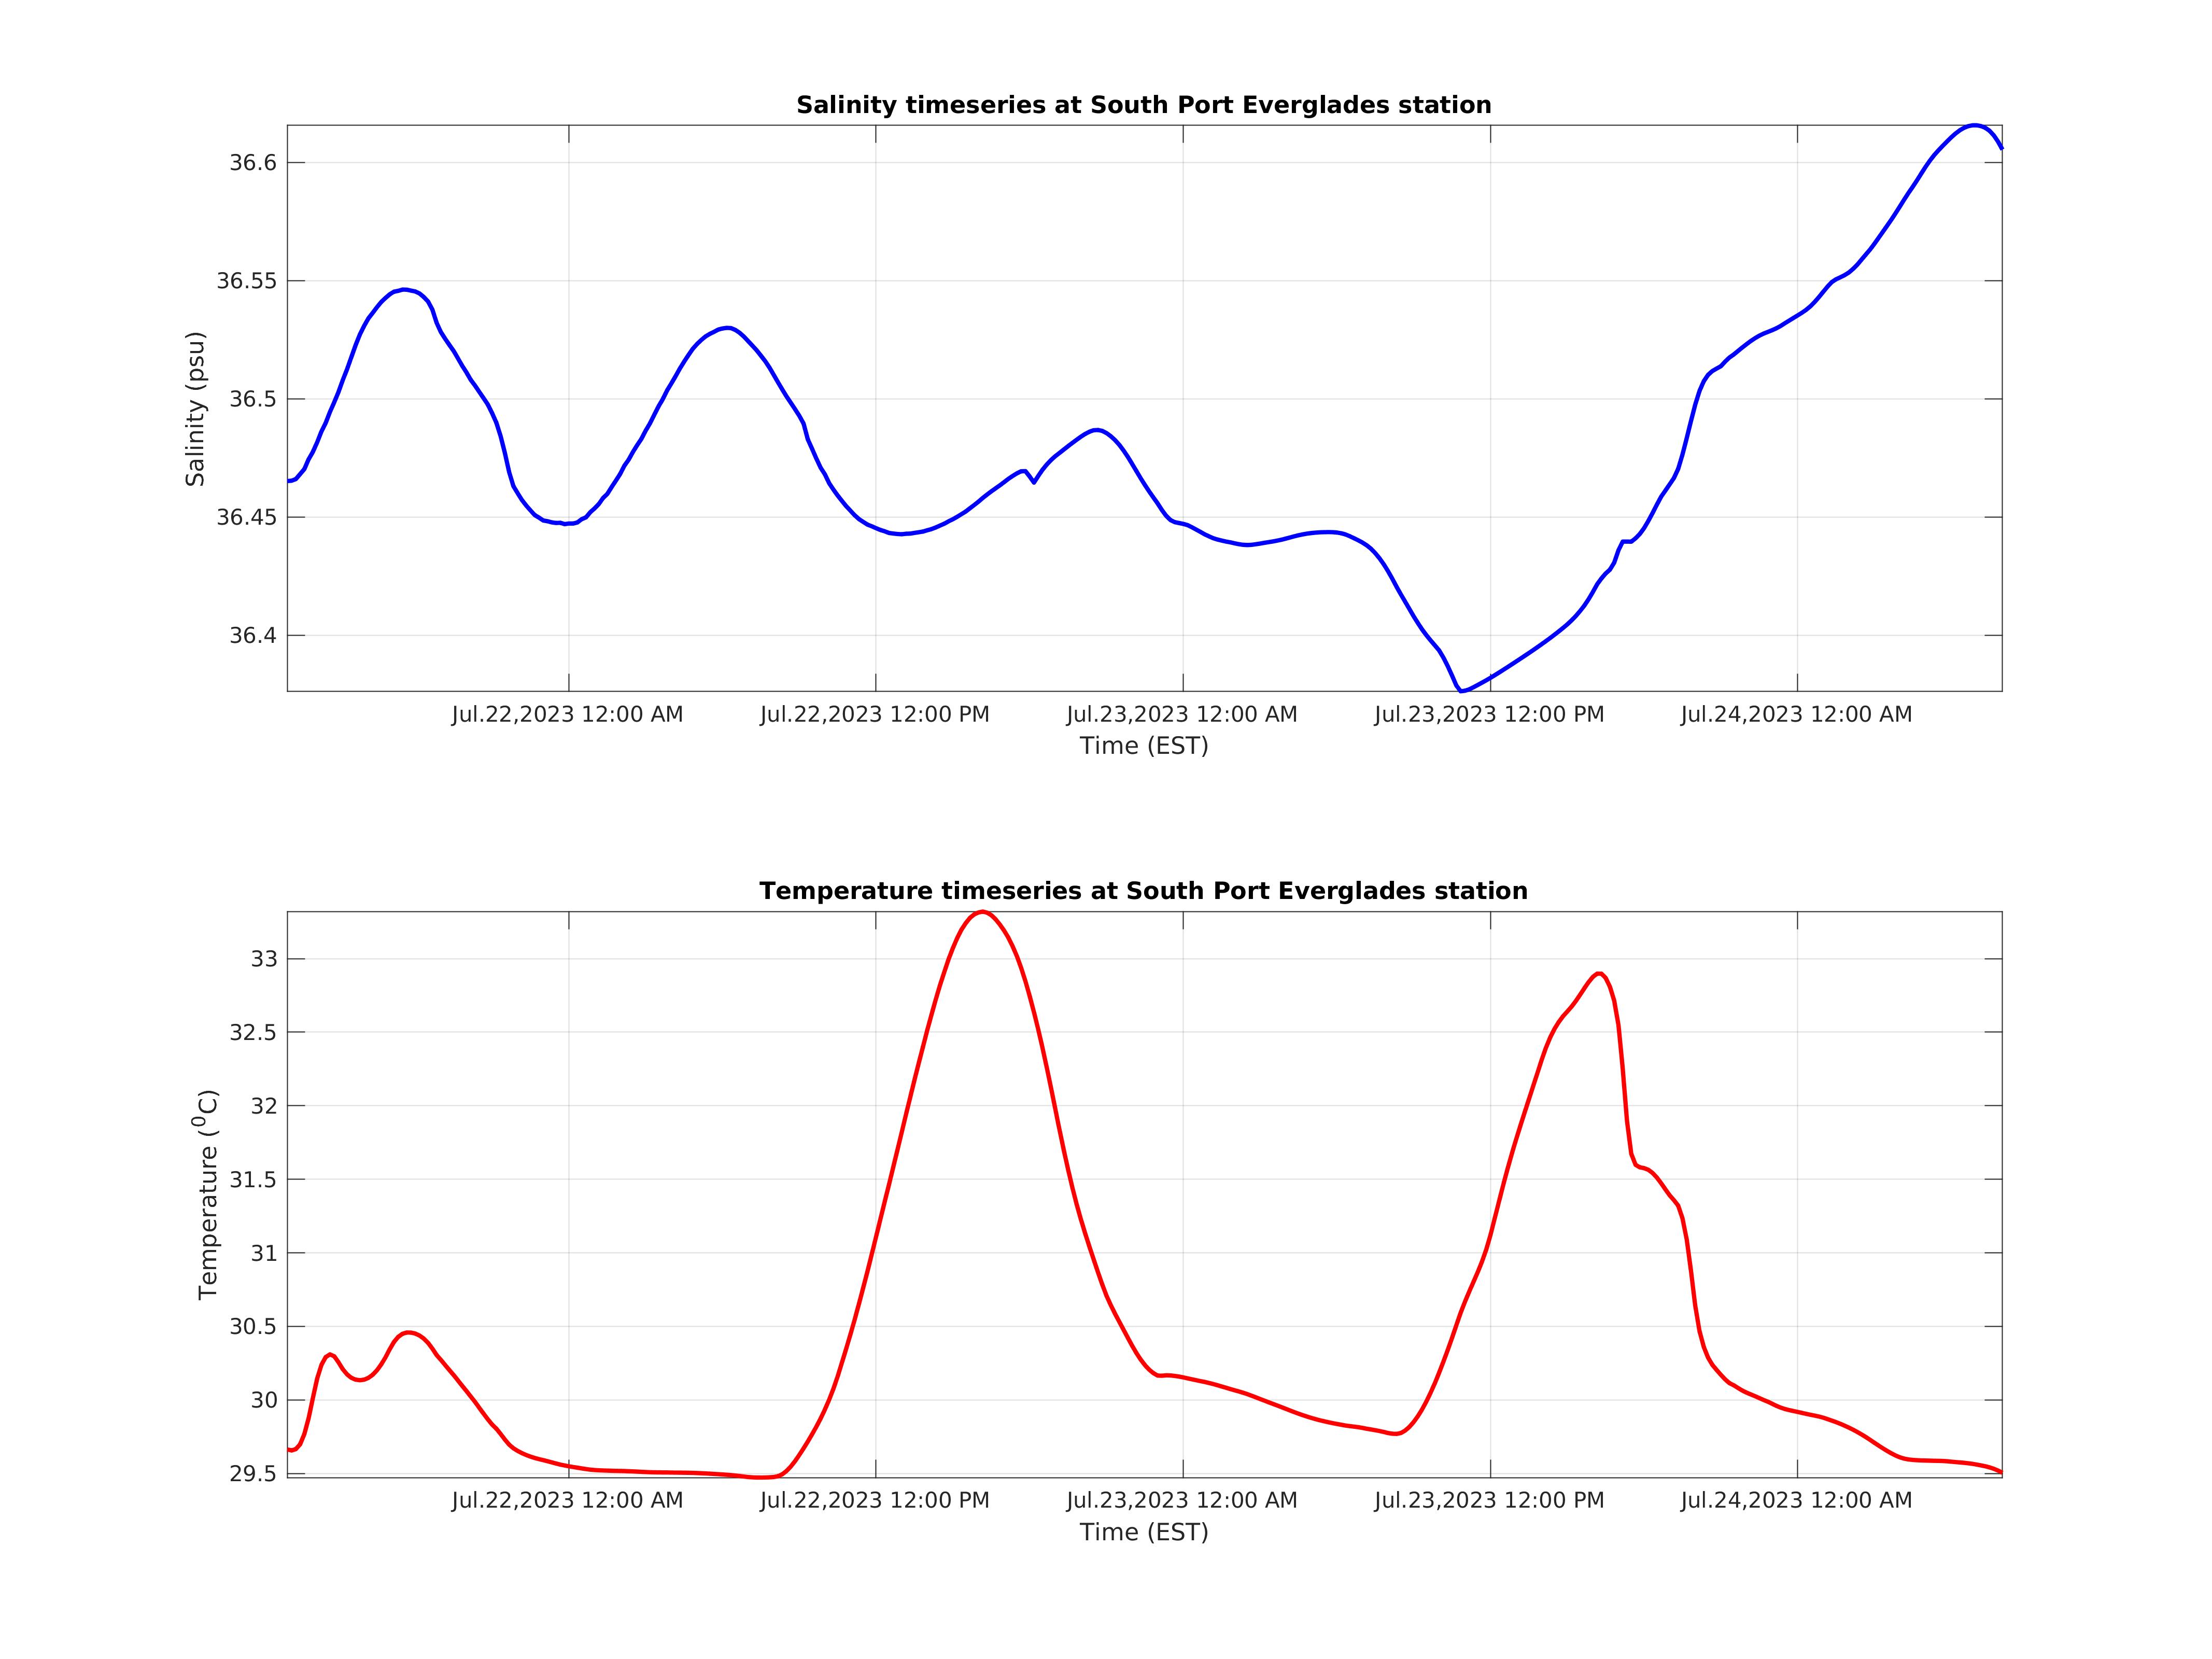 Salinity timeseries at South Port Everglades station
36.6
36.55
36.5
36.45
36.4
Salinity (psu)
Jul.22,2023 12:00 AM
Jul.22,2023 12:00 PM
Jul.23,2023 12:00 AM
Jul.23,2023 12:00 PM
Jul.24,2023 12:00 AM
Time (EST)
Temperature timeseries at South Port Everglades station
33
32.5
32
31.5
31
30.5
30
29.5
Temperature (⁰C)
Jul.22,2023 12:00 AM
Jul.22,2023 12:00 PM
Jul.23,2023 12:00 AM
Jul.23,2023 12:00 PM
Jul.24,2023 12:00 AM
Time (EST)